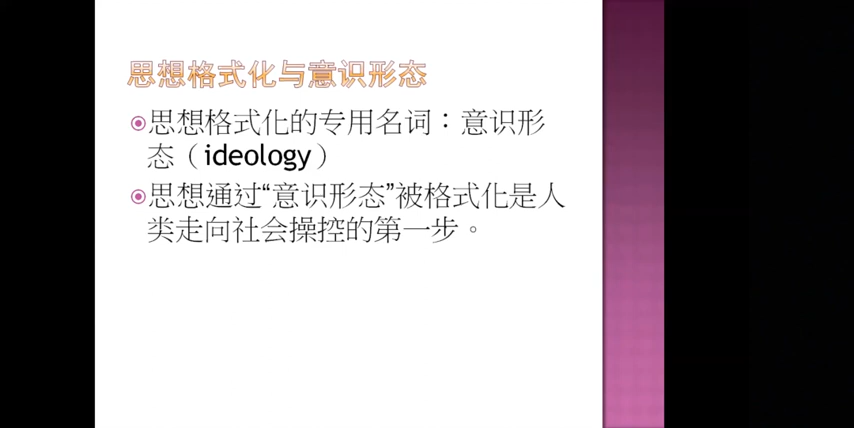 思想格式化与意识形态
思想格式化的专用名词：意识形
态（ideology）
思想通过“意识形态”被格式化是人
类走向社会操控的第一步。